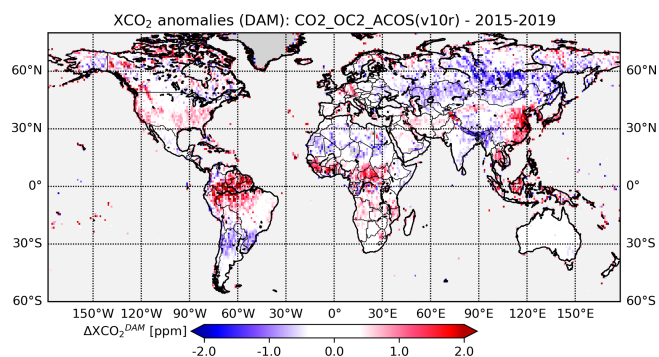 XCO₂ anomalies (DAM): CO2_OC2_ACOS(v10r) - 2015-2019
60°N 60°N
30°N 30°N
0° 0°
30°S 30°S
60°S 60°S
150°W 120°W 90°W 60°W 30°W 0° 30°E 60°E 90°E 120°E 150°E
ΔXCO₂ᴰᴬᴹ [ppm]
-2.0 -1.0 0.0 1.0 2.0